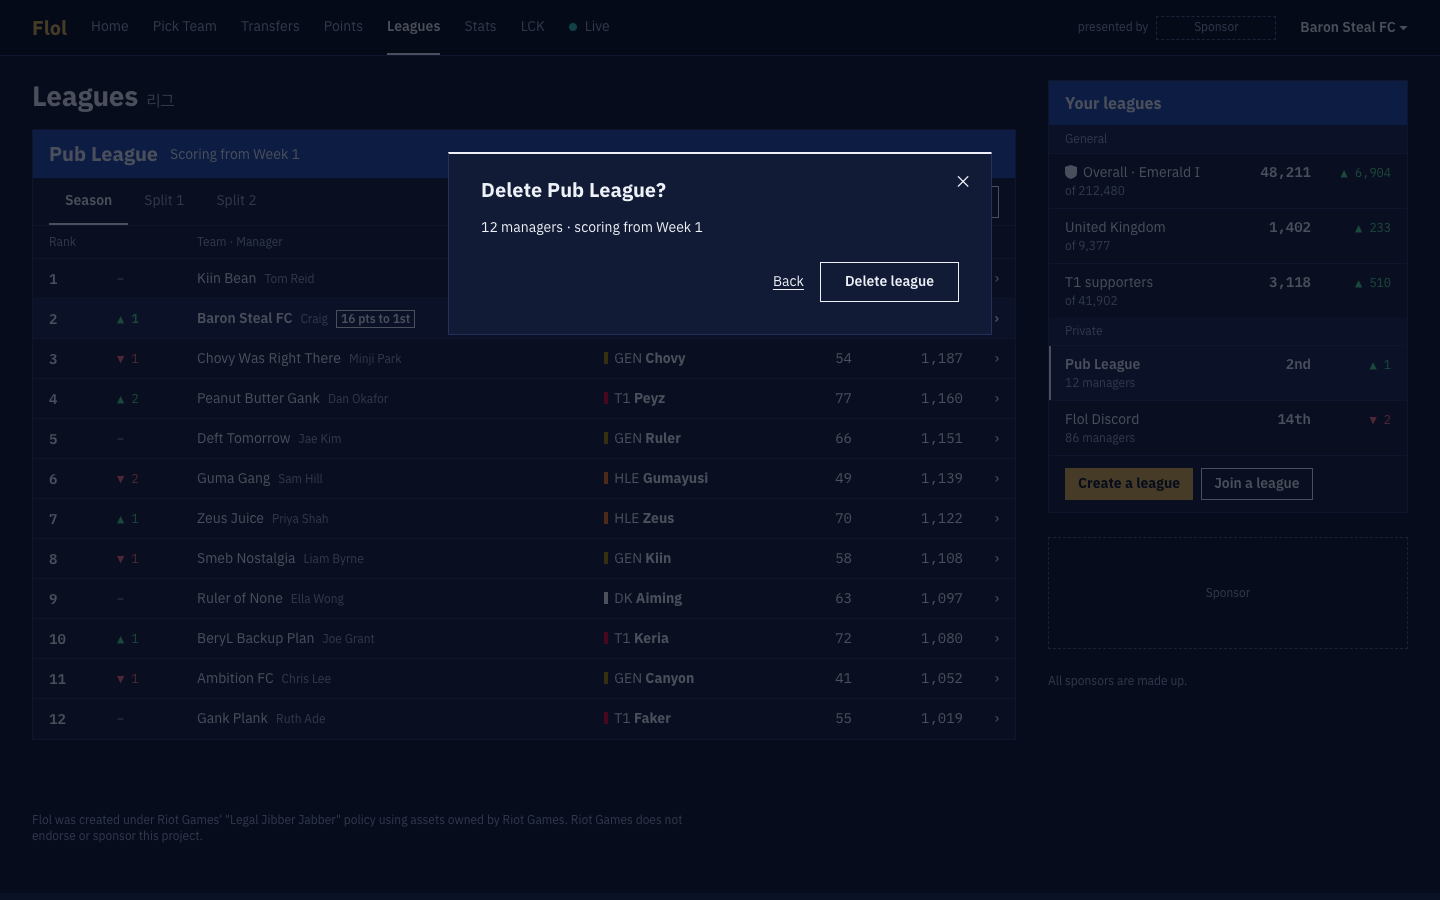 Flol Home Pick Team Transfers Points Leagues Stats LCK Live presented by Sponsor Baron Steal FC
Leagues 리그
Pub League Scoring from Week 1
Season Split 1 Split 2
Rank Team · Manager
1 – Kiin Bean Tom Reid ›
2 ▲ 1 Baron Steal FC Craig 16 pts to 1st ›
3 ▼ 1 Chovy Was Right There Minji Park GEN Chovy 54 1,187 ›
4 ▲ 2 Peanut Butter Gank Dan Okafor T1 Peyz 77 1,160 ›
5 – Deft Tomorrow Jae Kim GEN Ruler 66 1,151 ›
6 ▼ 2 Guma Gang Sam Hill HLE Gumayusi 49 1,139 ›
7 ▲ 1 Zeus Juice Priya Shah HLE Zeus 70 1,122 ›
8 ▼ 1 Smeb Nostalgia Liam Byrne GEN Kiin 58 1,108 ›
9 – Ruler of None Ella Wong DK Aiming 63 1,097 ›
10 ▲ 1 BeryL Backup Plan Joe Grant T1 Keria 72 1,080 ›
11 ▼ 1 Ambition FC Chris Lee GEN Canyon 41 1,052 ›
12 – Gank Plank Ruth Ade T1 Faker 55 1,019 ›
Delete Pub League?
12 managers · scoring from Week 1
Back Delete league
Your leagues
General
Overall · Emerald I 48,211 ▲ 6,904
of 212,480
United Kingdom 1,402 ▲ 233
of 9,377
T1 supporters 3,118 ▲ 510
of 41,902
Private
Pub League 2nd ▲ 1
12 managers
Flol Discord 14th ▼ 2
86 managers
Create a league Join a league
Sponsor
All sponsors are made up.
Flol was created under Riot Games' "Legal Jibber Jabber" policy using assets owned by Riot Games. Riot Games does not
endorse or sponsor this project.